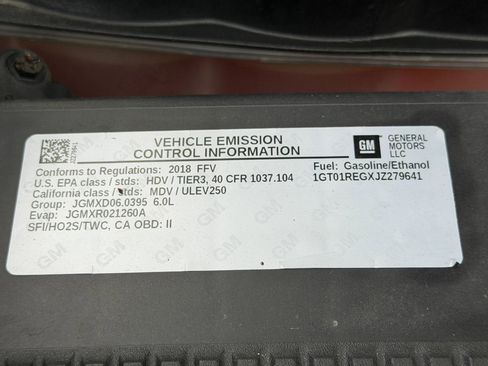 JZ279641
VEHICLE EMISSION
CONTROL INFORMATION
GM
GENERAL
MOTORS
LLC
Conforms to Regulations: 2018 FFV
Fuel: Gasoline/Ethanol
U.S. EPA class / stds: HDV / TIER3, 40 CFR 1037.104
1GT01REGXJZ279641
California class / stds: MDV / ULEV250
Group: JGMXD06.0395 6.0L
Evap: JGMXR021260A
SFI/HO2S/TWC, CA OBD: II